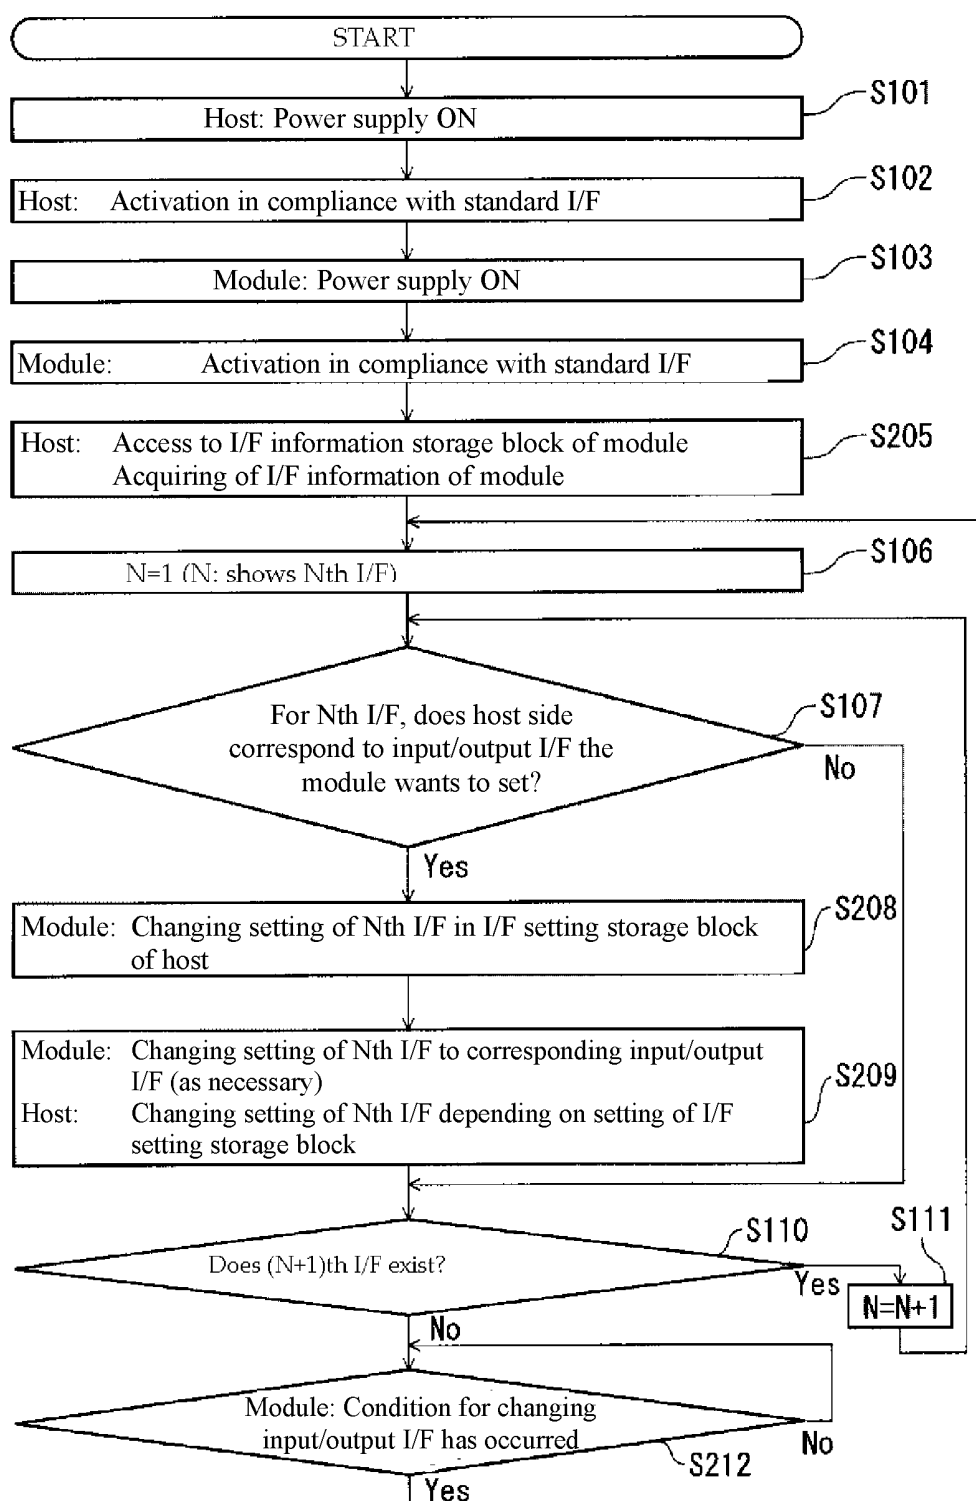 START
S101
Host: Power supply ON
S102
Host: Activation in compliance with standard I/F
S103
Module: Power supply ON
S104
Module: Activation in compliance with standard I/F
S205
Host: Access to I/F information storage block of module
Acquiring of I/F information of module
S106
N=1 (N: shows Nth I/F)
S107
For Nth I/F, does host side
correspond to input/output I/F the
module wants to set?
No
Yes
S208
Module: Changing setting of Nth I/F in I/F setting storage block
of host
Module: Changing setting of Nth I/F to corresponding input/output
I/F (as necessary)
S209
Host: Changing setting of Nth I/F depending on setting of I/F
setting storage block
S110
S111
Does (N+1)th I/F exist?
Yes
N=N+1
No
Module: Condition for changing
input/output I/F has occurred
No
S212
Yes